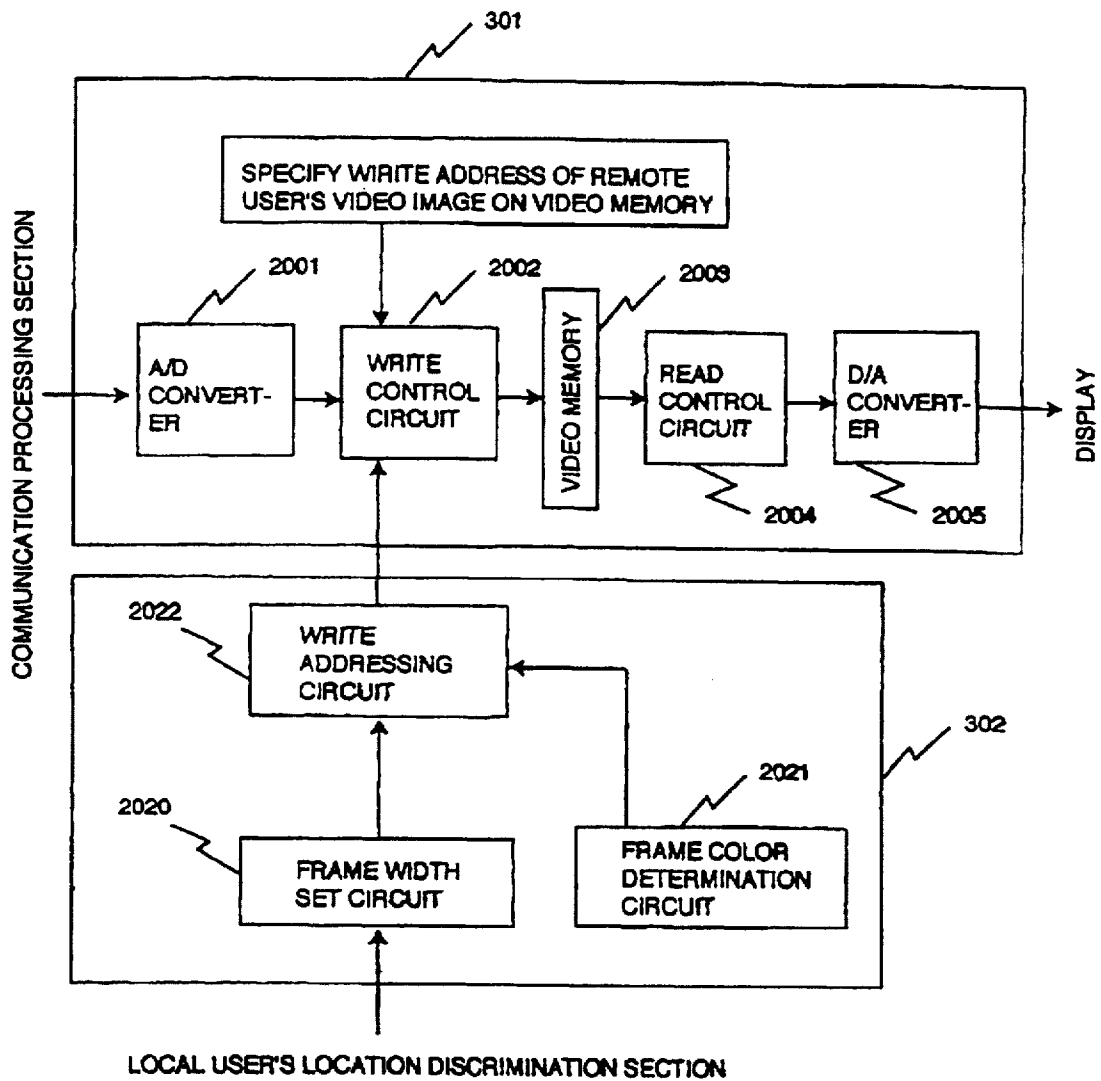 301
SPECIFY WIRITE ADDRESS OF REMOTE
USER'S VIDEO IMAGE ON VIDEO MEMORY
COMMUNICATION PROCESSING SECTION
2001
A/D
CONVERT-
ER
2002
WRITE
CONTROL
CIRCUIT
2003
VIDEO MEMORY
READ
CONTROL
CIRCUIT
2004
D/A
CONVERT-
ER
2005
DISPLAY
2022
WRITE
ADDRESSING
CIRCUIT
302
2020
FRAME WIDTH
SET CIRCUIT
2021
FRAME COLOR
DETERMINATION
CIRCUIT
LOCAL USER'S LOCATION DISCRIMINATION SECTION